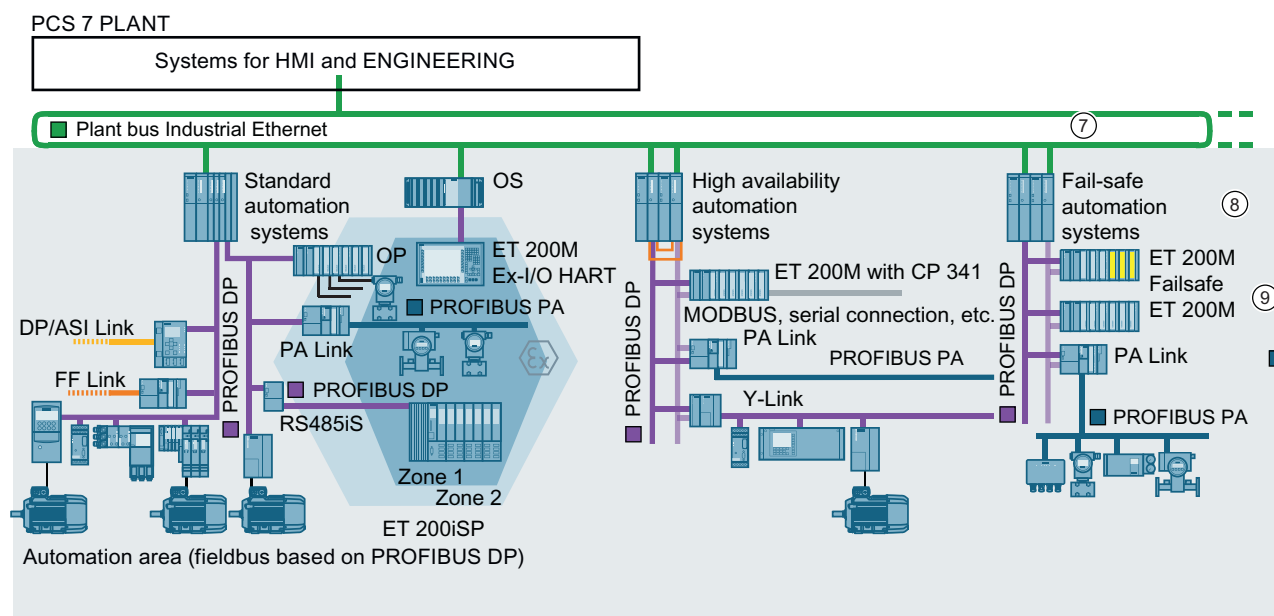 PCS 7 PLANT
Systems for HMI and ENGINEERING
Plant bus Industrial Ethernet
7
Standard
automation
systems
OS
High availability
automation
systems
Fail-safe
automation
systems
8
OP
ET 200M
Ex-I/O HART
ET 200M with CP 341
ET 200M
Failsafe
ET 200M
9
PROFIBUS DP
PROFIBUS PA
PROFIBUS DP
MODBUS, serial connection, etc.
PROFIBUS DP
DP/ASI Link
PA Link
PA Link
PROFIBUS PA
PA Link
εx
FF Link
PROFIBUS DP
Y-Link
PROFIBUS PA
RS485iS
Zone 1
Zone 2
ET 200iSP
Automation area (fieldbus based on PROFIBUS DP)